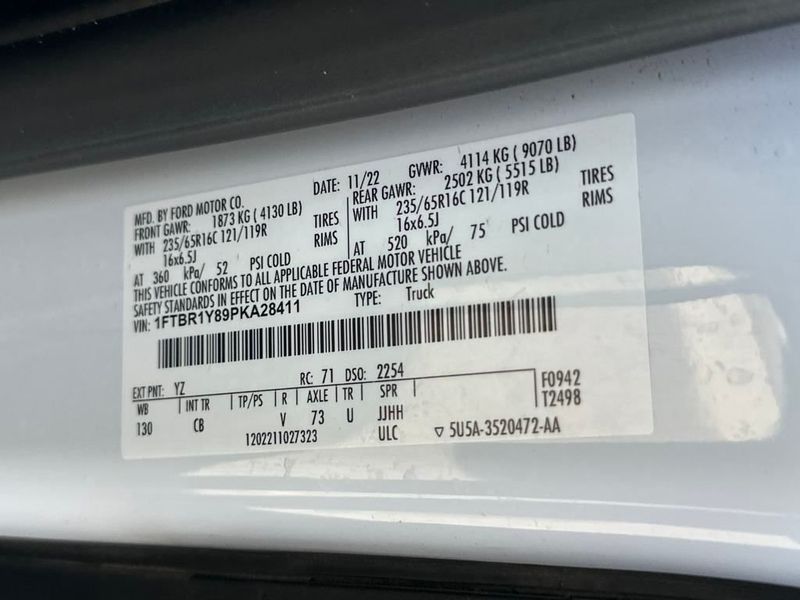 MFD. BY FORD MOTOR CO.
DATE: 11/22 GVWR: 4114 KG ( 9070 LB)
FRONT GAWR: 1873 KG ( 4130 LB) REAR GAWR: 2502 KG ( 5515 LB)
WITH 235/65R16C 121/119R TIRES WITH 235/65R16C 121/119R TIRES
16x6.5J RIMS 16x6.5J RIMS
AT 360 kPa/ 52 PSI COLD AT 520 kPa/ 75 PSI COLD
THIS VEHICLE CONFORMS TO ALL APPLICABLE FEDERAL MOTOR VEHICLE
SAFETY STANDARDS IN EFFECT ON THE DATE OF MANUFACTURE SHOWN ABOVE.
VIN: 1FTBR1Y89PKA28411 TYPE: Truck
EXT PNT: YZ RC: 71 DSO: 2254 F0942
WB INT TR TP/PS R AXLE TR SPR T2498
130 CB V 73 U JJHH
1202211027323 ULC ▽ 5U5A-3520472-AA